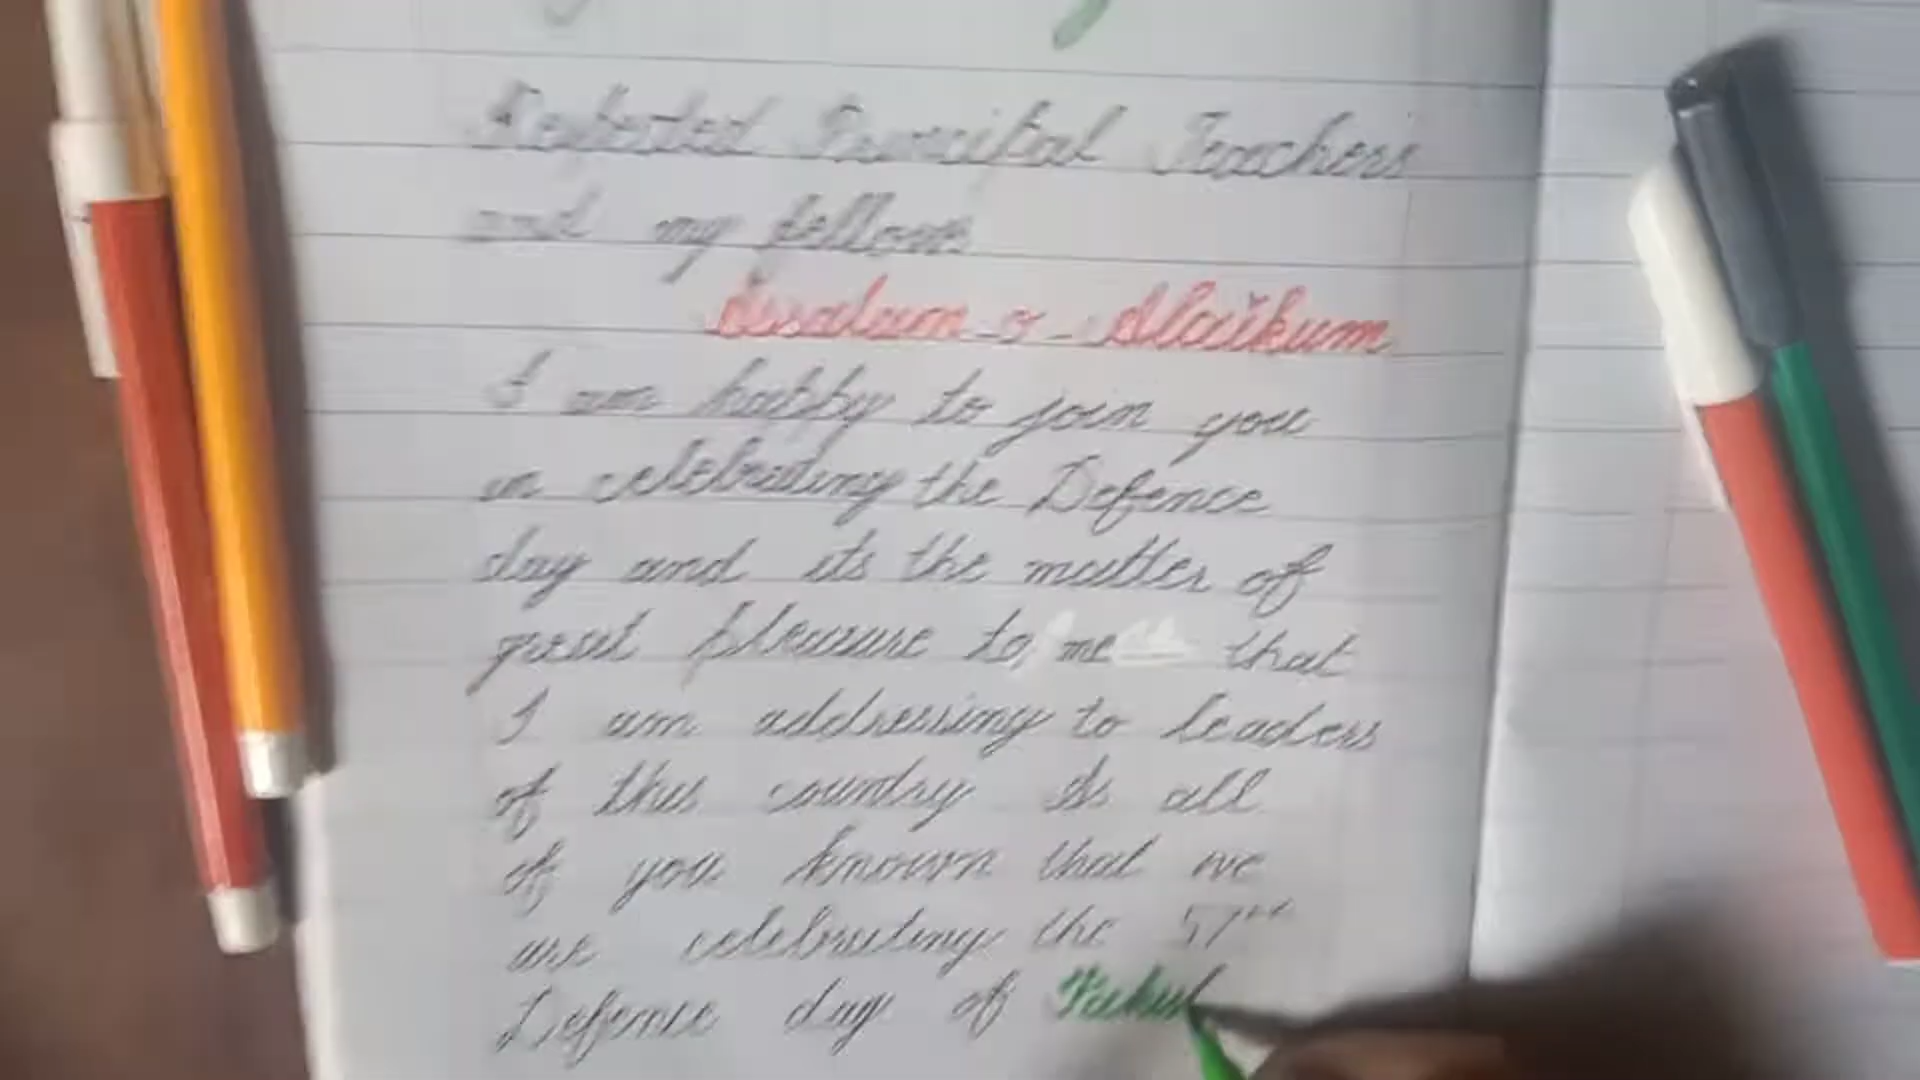 Respected Principal Teachers
and my fellows
Assalam-o-Alaikum
I am happy to join you
in celebrating the Defence
day and its the matter of
great pleasure to me that
I am addressing to leaders
of this country Its all
of you known that we
are celebrating the 57th
Defence day of Pakis